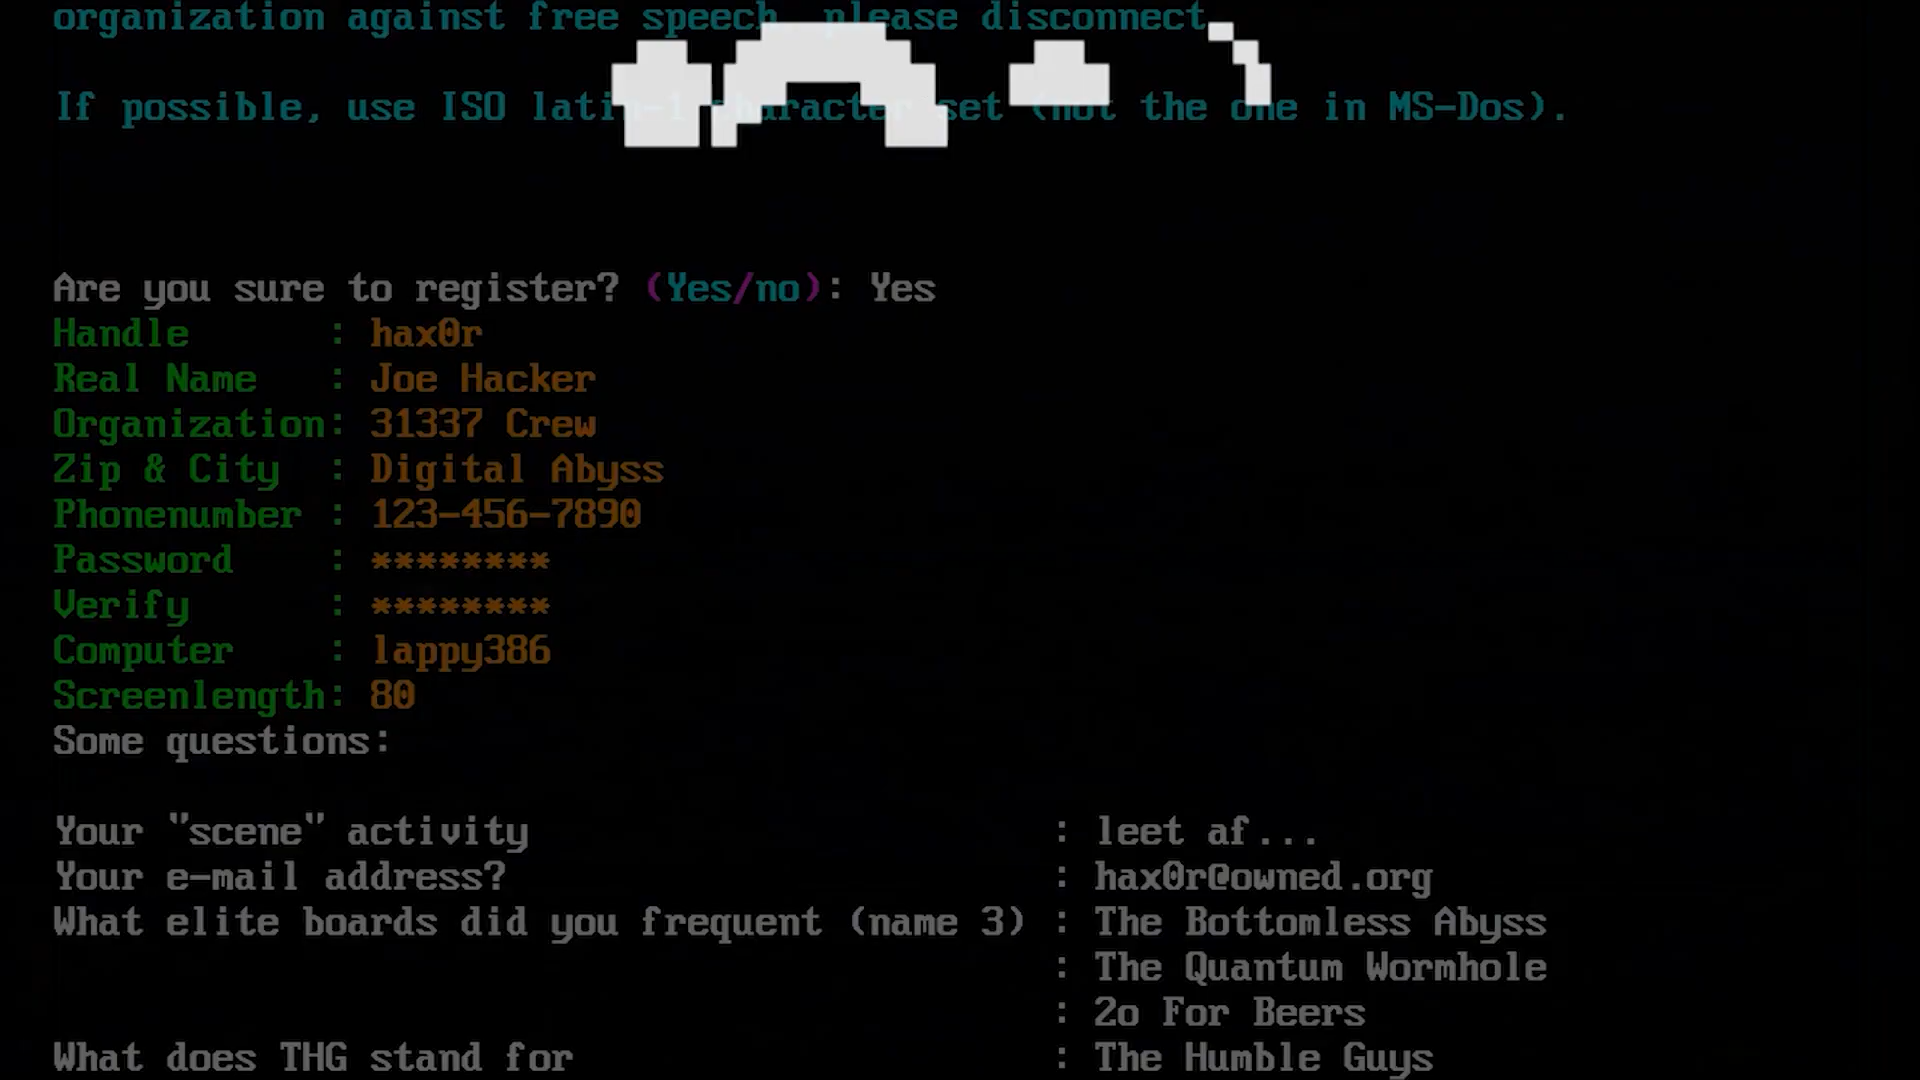 organization against free speech, please disconnect
If possible, use ISO latin-1 character set (not the one in MS-Dos).
Are you sure to register? (Yes/no): Yes
Handle : hax0r
Real Name : Joe Hacker
Organization: 31337 Crew
Zip & City : Digital Abyss
Phonenumber : 123-456-7890
Password : ********
Verify : ********
Computer : lappy386
Screenlength: 80
Some questions:
Your "scene" activity : leet af...
Your e-mail address? : hax0r@owned.org
What elite boards did you frequent (name 3) : The Bottomless Abyss
: The Quantum Wormhole
: 2o For Beers
What does THG stand for : The Humble Guys